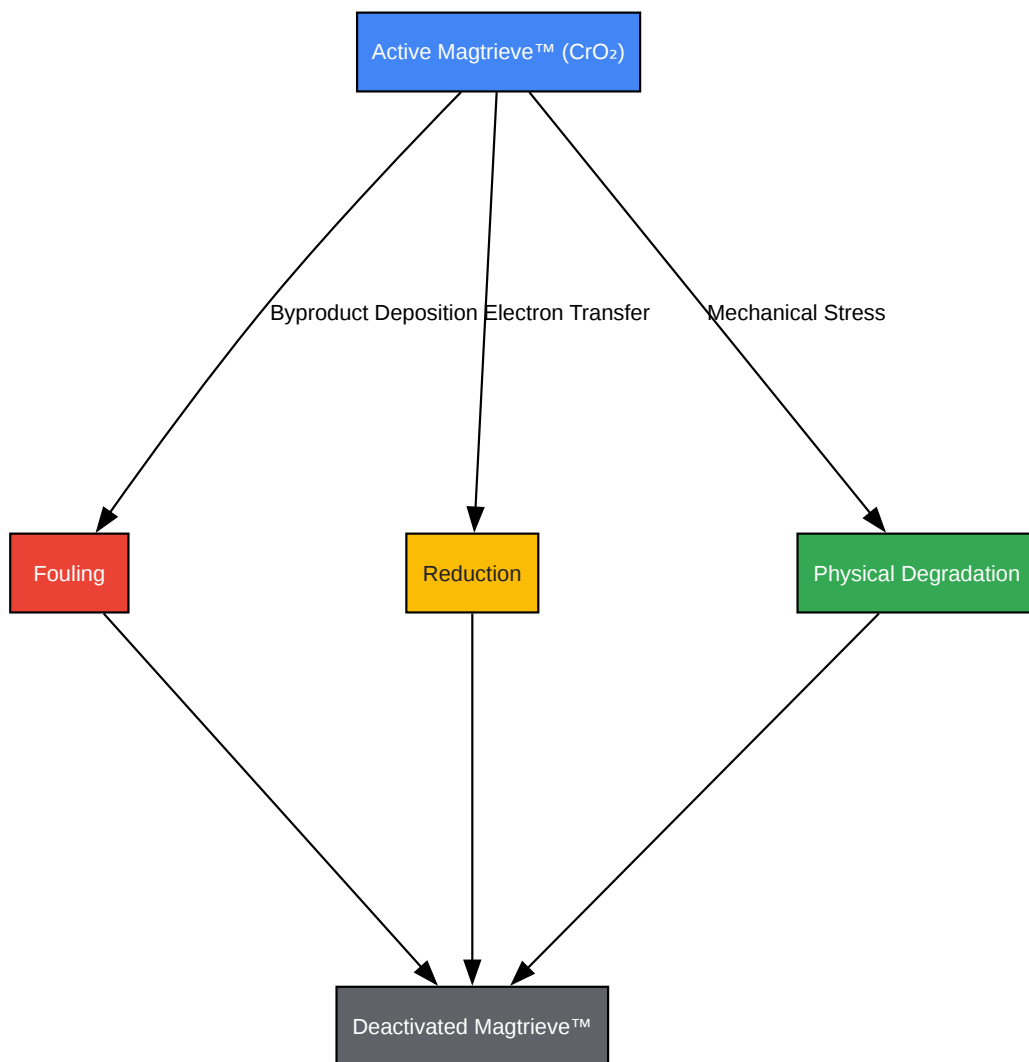 Active Magtrieve™ (CrO₂)
Byproduct Deposition
Electron Transfer
Mechanical Stress
Fouling
Reduction
Physical Degradation
Deactivated Magtrieve™